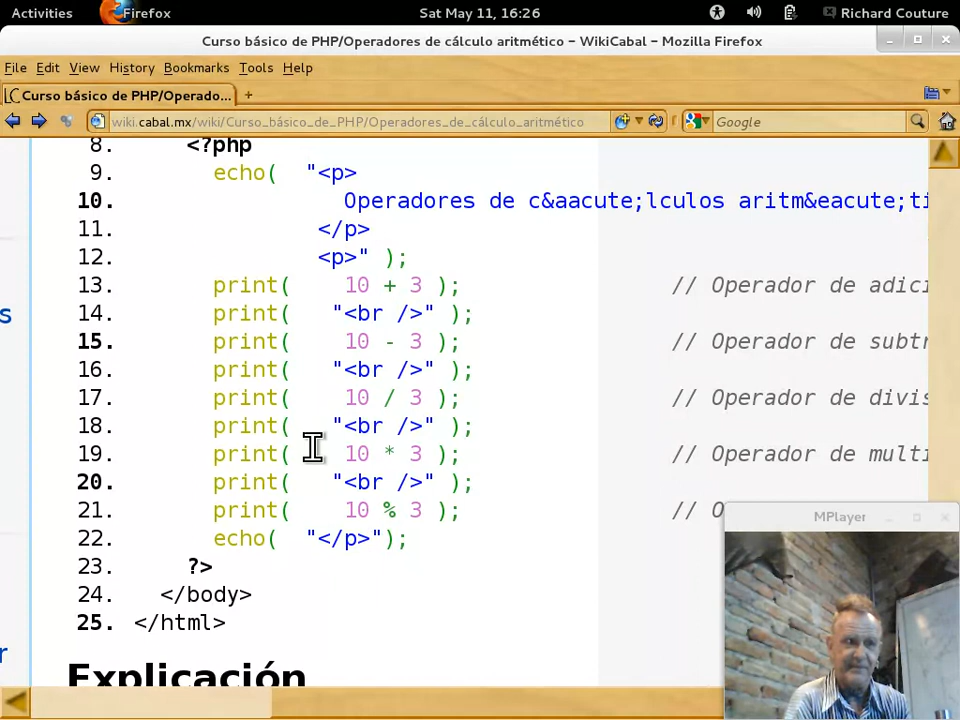 Activities Firefox Sat May 11, 16:26 Richard Couture
Curso básico de PHP/Operadores de cálculo aritmético – WikiCabal – Mozilla Firefox
File Edit View History Bookmarks Tools Help
Curso básico de PHP/Operado... +
wiki.cabal.mx/wiki/Curso_básico_de_PHP/Operadores_de_cálculo_aritmético Google
8. <?php
9. echo( "<p>
10. Operadores de c&aacute;lculos aritm&eacute;ti
11. </p>
12. <p>" );
s
13. print( 10 + 3 ); // Operador de adici
14. print( "<br />" );
15. print( 10 - 3 ); // Operador de subtr
16. print( "<br />" );
17. print( 10 / 3 ); // Operador de divis
18. print( "<br />" );
19. print( 10 * 3 ); // Operador de multi
20. print( "<br />" );
21. print( 10 % 3 ); // O
MPlayer
22. echo( "</p>");
23. ?>
24. </body>
25. </html>
r
Explicación